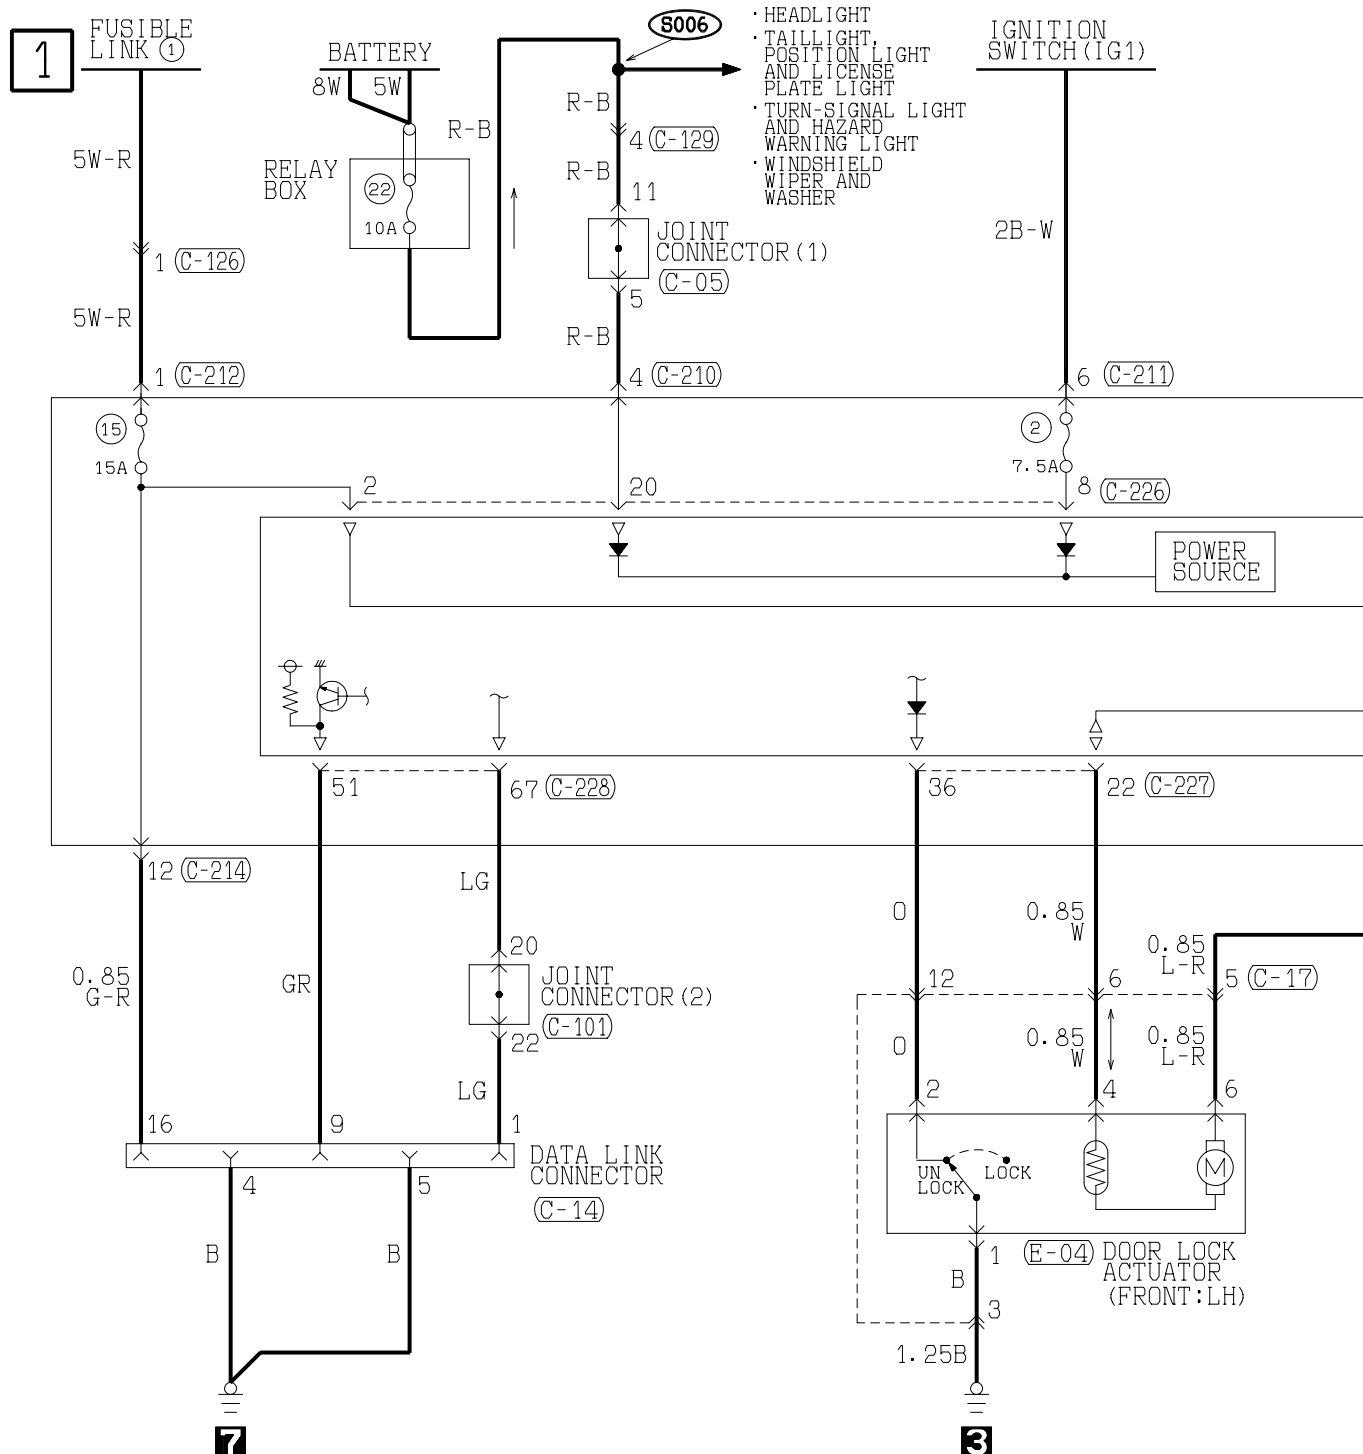 1
FUSIBLE
LINK 1
BATTERY
8W
5W
S006
· HEADLIGHT
· TAILLIGHT,
POSITION LIGHT
AND LICENSE
PLATE LIGHT
· TURN-SIGNAL LIGHT
AND HAZARD
WARNING LIGHT
· WINDSHIELD
WIPER AND
WASHER
IGNITION
SWITCH(IG1)
5W-R
R-B
R-B
4 C-129
R-B
11
RELAY
BOX
22
10A
JOINT
CONNECTOR(1)
C-05
5
2B-W
1 C-126
5W-R
R-B
1 C-212
4 C-210
6 C-211
15
15A
2
7.5A
2
20
8 C-226
POWER
SOURCE
51
67 C-228
36
22 C-227
12 C-214
LG
0
0.85
W
0.85
L-R
0.85
G-R
GR
20
JOINT
CONNECTOR(2)
C-101
22
12
6
5 C-17
0
0.85
W
0.85
L-R
LG
2
4
6
16
9
1
DATA LINK
CONNECTOR
C-14
4
5
UN
LOCK
LOCK
M
B
B
1
E-04 DOOR LOCK
ACTUATOR
(FRONT:LH)
B
3
1.25B
7
3